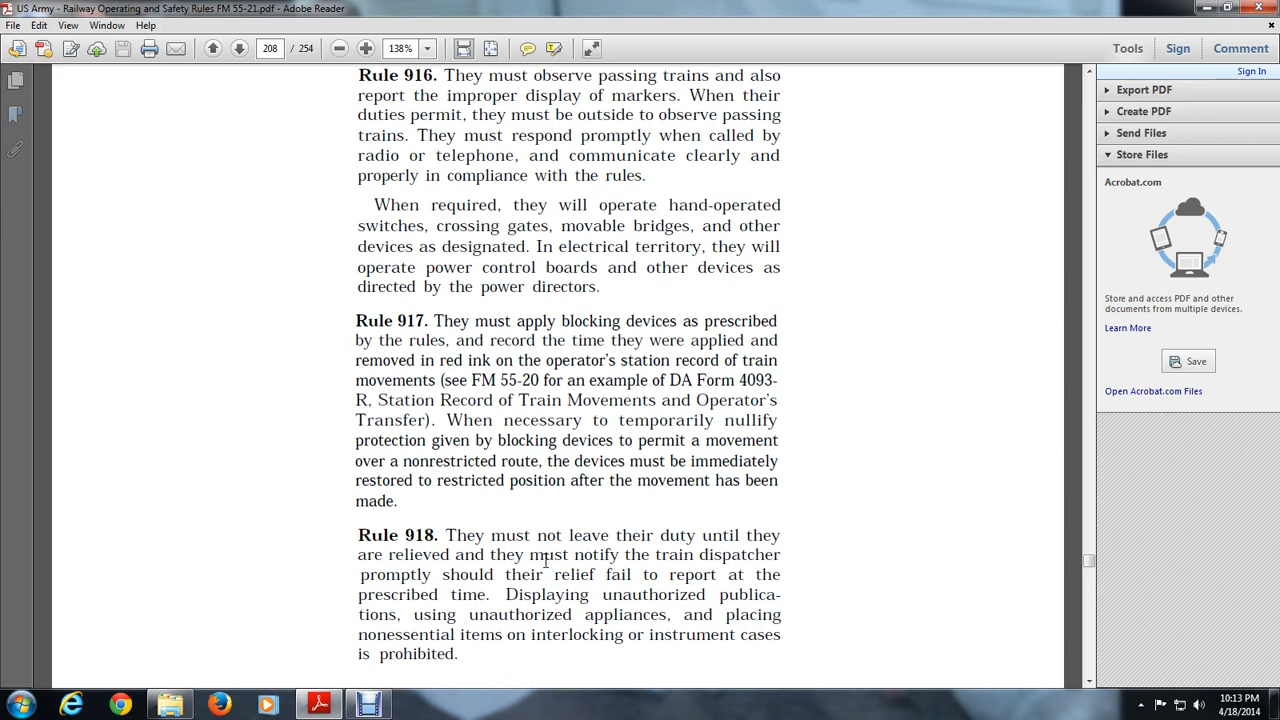 US Army - Railway Operating and Safety Rules FM 55-21.pdf - Adobe Reader
File Edit View Window Help
208 / 254 138% Tools Sign Comment
Sign In
Export PDF
Create PDF
Send Files
Store Files
Acrobat.com
Store and access PDF and other
documents from multiple devices.
Learn More
Save
Open Acrobat.com Files
Rule 916. They must observe passing trains and also
report the improper display of markers. When their
duties permit, they must be outside to observe passing
trains. They must respond promptly when called by
radio or telephone, and communicate clearly and
properly in compliance with the rules.
When required, they will operate hand-operated
switches, crossing gates, movable bridges, and other
devices as designated. In electrical territory, they will
operate power control boards and other devices as
directed by the power directors.
Rule 917. They must apply blocking devices as prescribed
by the rules, and record the time they were applied and
removed in red ink on the operator's station record of train
movements (see FM 55-20 for an example of DA Form 4093-
R, Station Record of Train Movements and Operator's
Transfer). When necessary to temporarily nullify
protection given by blocking devices to permit a movement
over a nonrestricted route, the devices must be immediately
restored to restricted position after the movement has been
made.
Rule 918. They must not leave their duty until they
are relieved and they must notify the train dispatcher
promptly should their relief fail to report at the
prescribed time. Displaying unauthorized publica-
tions, using unauthorized appliances, and placing
nonessential items on interlocking or instrument cases
is prohibited.
10:13 PM
4/18/2014